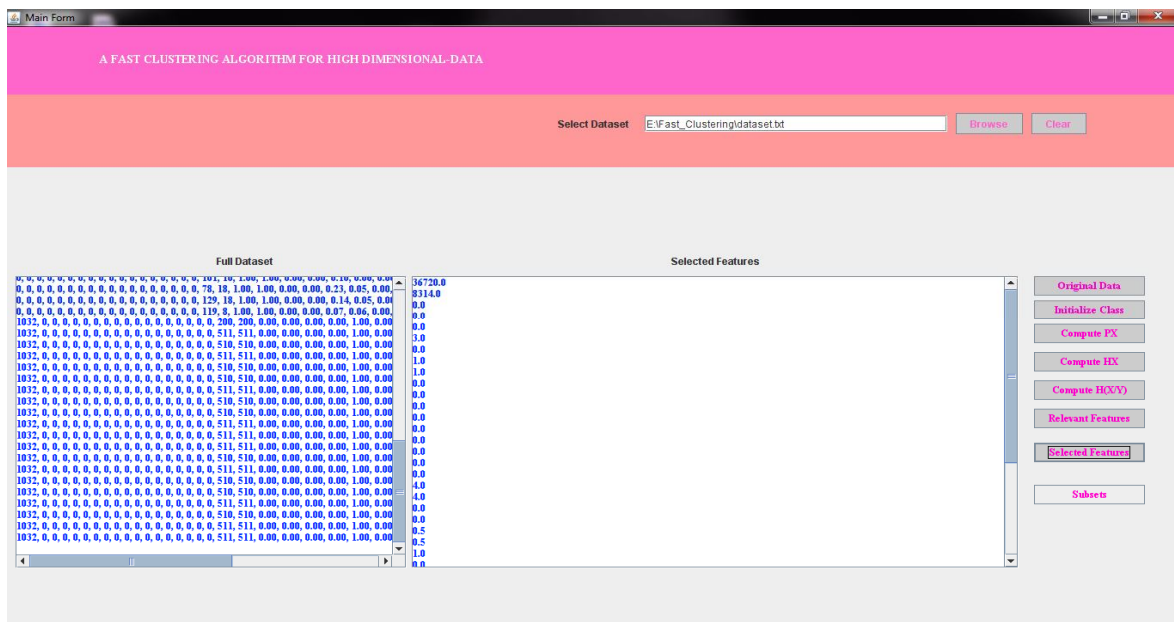 Main Form
A FAST CLUSTERING ALGORITHM FOR HIGH DIMENSIONAL-DATA
Select Dataset E:\Fast_Clustering\dataset.txt Browse Clear
Full Dataset
0, 0, 0, 0, 0, 0, 0, 0, 0, 0, 0, 0, 0, 0, 0, 0, 0, 0, 78, 18, 1.00, 1.00, 0.00, 0.00, 0.23, 0.05, 0.00,
0, 0, 0, 0, 0, 0, 0, 0, 0, 0, 0, 0, 0, 0, 0, 0, 0, 0, 129, 18, 1.00, 1.00, 0.00, 0.00, 0.14, 0.05, 0.00
0, 0, 0, 0, 0, 0, 0, 0, 0, 0, 0, 0, 0, 0, 0, 0, 0, 0, 119, 8, 1.00, 1.00, 0.00, 0.00, 0.07, 0.06, 0.00,
1032, 0, 0, 0, 0, 0, 0, 0, 0, 0, 0, 0, 0, 0, 0, 0, 0, 0, 200, 200, 0.00, 0.00, 0.00, 0.00, 1.00, 0.00
1032, 0, 0, 0, 0, 0, 0, 0, 0, 0, 0, 0, 0, 0, 0, 0, 0, 0, 511, 511, 0.00, 0.00, 0.00, 0.00, 1.00, 0.00
1032, 0, 0, 0, 0, 0, 0, 0, 0, 0, 0, 0, 0, 0, 0, 0, 0, 0, 510, 510, 0.00, 0.00, 0.00, 0.00, 1.00, 0.00
1032, 0, 0, 0, 0, 0, 0, 0, 0, 0, 0, 0, 0, 0, 0, 0, 0, 0, 511, 511, 0.00, 0.00, 0.00, 0.00, 1.00, 0.00
1032, 0, 0, 0, 0, 0, 0, 0, 0, 0, 0, 0, 0, 0, 0, 0, 0, 0, 510, 510, 0.00, 0.00, 0.00, 0.00, 1.00, 0.00
1032, 0, 0, 0, 0, 0, 0, 0, 0, 0, 0, 0, 0, 0, 0, 0, 0, 0, 510, 510, 0.00, 0.00, 0.00, 0.00, 1.00, 0.00
1032, 0, 0, 0, 0, 0, 0, 0, 0, 0, 0, 0, 0, 0, 0, 0, 0, 0, 511, 511, 0.00, 0.00, 0.00, 0.00, 1.00, 0.00
1032, 0, 0, 0, 0, 0, 0, 0, 0, 0, 0, 0, 0, 0, 0, 0, 0, 0, 510, 510, 0.00, 0.00, 0.00, 0.00, 1.00, 0.00
1032, 0, 0, 0, 0, 0, 0, 0, 0, 0, 0, 0, 0, 0, 0, 0, 0, 0, 510, 510, 0.00, 0.00, 0.00, 0.00, 1.00, 0.00
1032, 0, 0, 0, 0, 0, 0, 0, 0, 0, 0, 0, 0, 0, 0, 0, 0, 0, 511, 511, 0.00, 0.00, 0.00, 0.00, 1.00, 0.00
1032, 0, 0, 0, 0, 0, 0, 0, 0, 0, 0, 0, 0, 0, 0, 0, 0, 0, 511, 511, 0.00, 0.00, 0.00, 0.00, 1.00, 0.00
1032, 0, 0, 0, 0, 0, 0, 0, 0, 0, 0, 0, 0, 0, 0, 0, 0, 0, 511, 511, 0.00, 0.00, 0.00, 0.00, 1.00, 0.00
1032, 0, 0, 0, 0, 0, 0, 0, 0, 0, 0, 0, 0, 0, 0, 0, 0, 0, 510, 510, 0.00, 0.00, 0.00, 0.00, 1.00, 0.00
1032, 0, 0, 0, 0, 0, 0, 0, 0, 0, 0, 0, 0, 0, 0, 0, 0, 0, 511, 511, 0.00, 0.00, 0.00, 0.00, 1.00, 0.00
1032, 0, 0, 0, 0, 0, 0, 0, 0, 0, 0, 0, 0, 0, 0, 0, 0, 0, 510, 510, 0.00, 0.00, 0.00, 0.00, 1.00, 0.00
1032, 0, 0, 0, 0, 0, 0, 0, 0, 0, 0, 0, 0, 0, 0, 0, 0, 0, 510, 510, 0.00, 0.00, 0.00, 0.00, 1.00, 0.00
1032, 0, 0, 0, 0, 0, 0, 0, 0, 0, 0, 0, 0, 0, 0, 0, 0, 0, 511, 511, 0.00, 0.00, 0.00, 0.00, 1.00, 0.00
1032, 0, 0, 0, 0, 0, 0, 0, 0, 0, 0, 0, 0, 0, 0, 0, 0, 0, 510, 510, 0.00, 0.00, 0.00, 0.00, 1.00, 0.00
1032, 0, 0, 0, 0, 0, 0, 0, 0, 0, 0, 0, 0, 0, 0, 0, 0, 0, 511, 511, 0.00, 0.00, 0.00, 0.00, 1.00, 0.00
1032, 0, 0, 0, 0, 0, 0, 0, 0, 0, 0, 0, 0, 0, 0, 0, 0, 0, 511, 511, 0.00, 0.00, 0.00, 0.00, 1.00, 0.00
Selected Features
36720.0
8314.0
0.0
0.0
0.0
3.0
0.0
1.0
1.0
0.0
0.0
0.0
0.0
0.0
0.0
0.0
0.0
0.0
4.0
4.0
0.0
0.0
0.5
0.5
1.0
0.0
Original Data
Initialize Class
Compute PX
Compute HX
Compute H(X/Y)
Relevant Features
Selected Features
Subsets